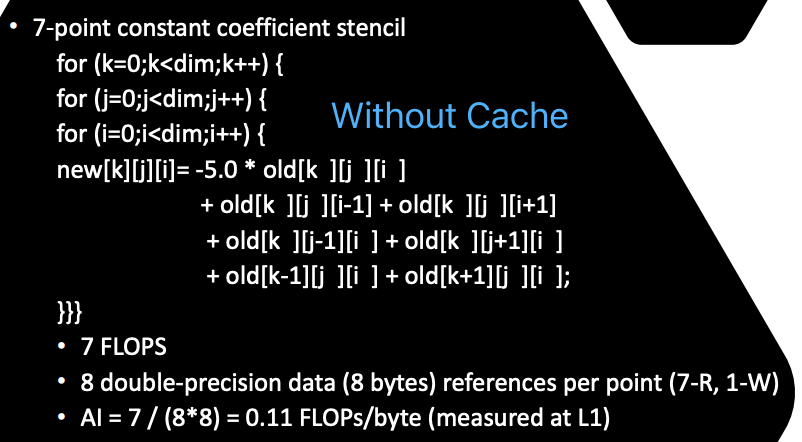 • 7-point constant coefficient stencil
for (k=0;k<dim;k++) {
for (j=0;j<dim;j++) {
Without Cache
for (i=0;i<dim;i++) {
new[k][j][i]= -5.0 * old[k  ][j  ][i  ]
+ old[k  ][j  ][i-1] + old[k  ][j  ][i+1]
+ old[k  ][j-1][i  ] + old[k  ][j+1][i  ]
+ old[k-1][j  ][i  ] + old[k+1][j  ][i  ];
}}}
• 7 FLOPS
• 8 double-precision data (8 bytes) references per point (7-R, 1-W)
• AI = 7 / (8*8) = 0.11 FLOPs/byte (measured at L1)